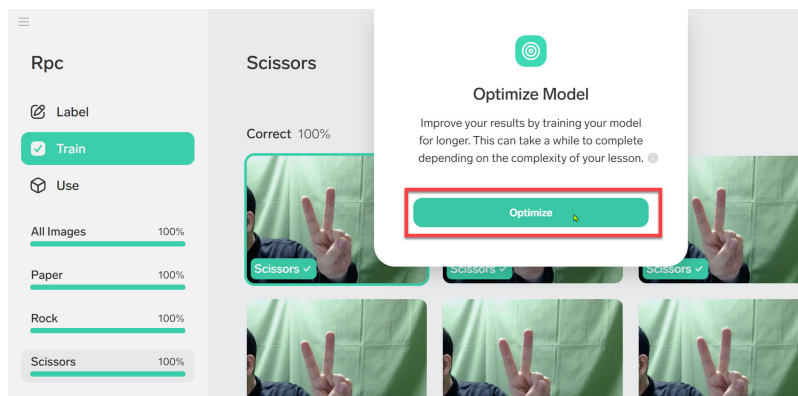 Rpc
Label
Train
Use
All Images 100%
Paper 100%
Rock 100%
Scissors 100%
Scissors
Correct 100%
Scissors
Scissors
Scissors
Optimize Model
Improve your results by training your model
for longer. This can take a while to complete
depending on the complexity of your lesson.
Optimize